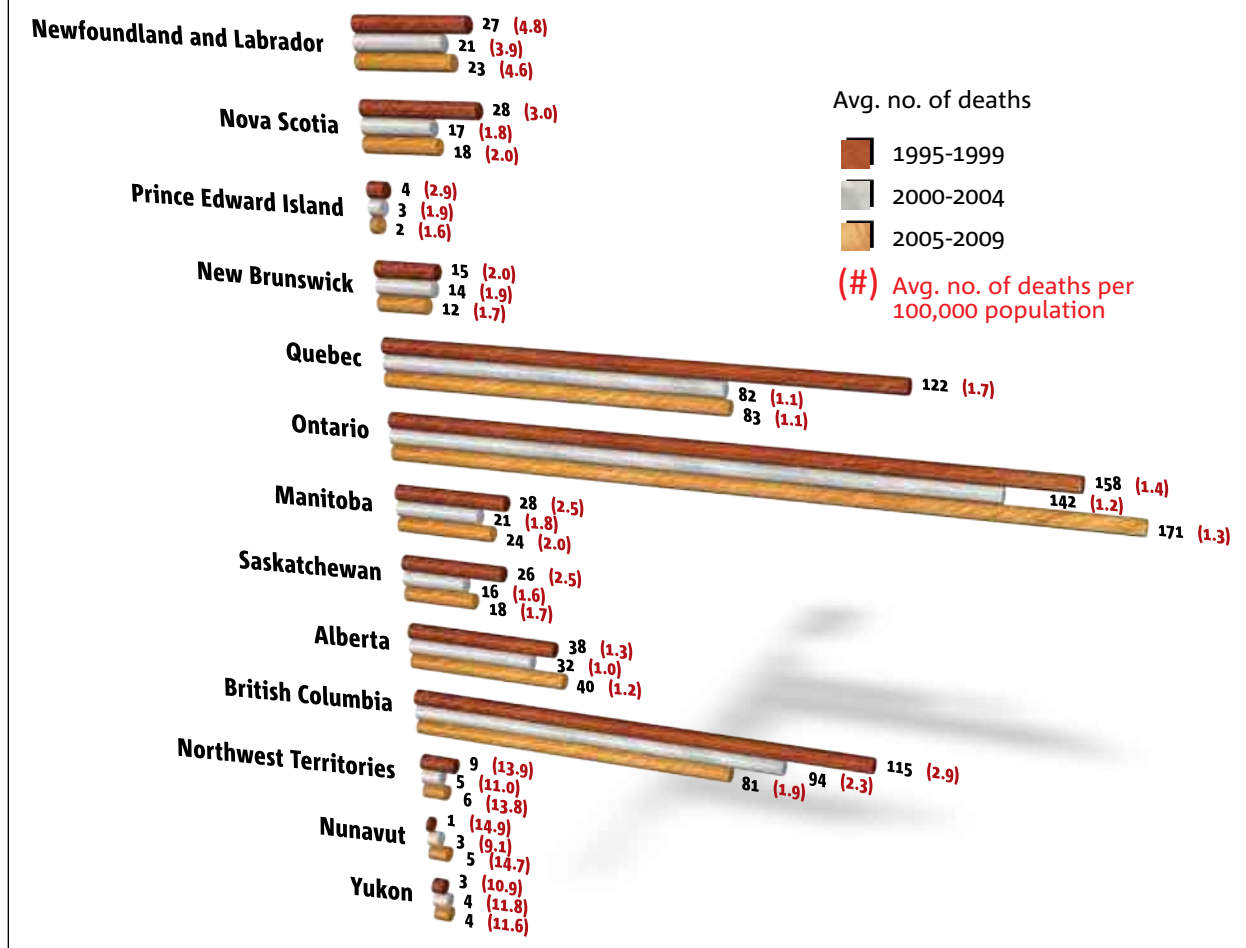 Newfoundland and Labrador
27 (4.8)
21 (3.9)
23 (4.6)
Nova Scotia
28 (3.0)
17 (1.8)
18 (2.0)
Prince Edward Island
4 (2.9)
3 (1.9)
2 (1.6)
New Brunswick
15 (2.0)
14 (1.9)
12 (1.7)
Quebec
122 (1.7)
82 (1.1)
83 (1.1)
Ontario
158 (1.4)
142 (1.2)
171 (1.3)
Manitoba
28 (2.5)
21 (1.8)
24 (2.0)
Saskatchewan
26 (2.5)
16 (1.6)
18 (1.7)
Alberta
38 (1.3)
32 (1.0)
40 (1.2)
British Columbia
115 (2.9)
94 (2.3)
81 (1.9)
Northwest Territories
9 (13.9)
5 (11.0)
6 (13.8)
Nunavut
1 (14.9)
3 (9.1)
5 (14.7)
Yukon
3 (10.9)
4 (11.8)
4 (11.6)
Avg. no. of deaths
1995-1999
2000-2004
2005-2009
(#) Avg. no. of deaths per
100,000 population